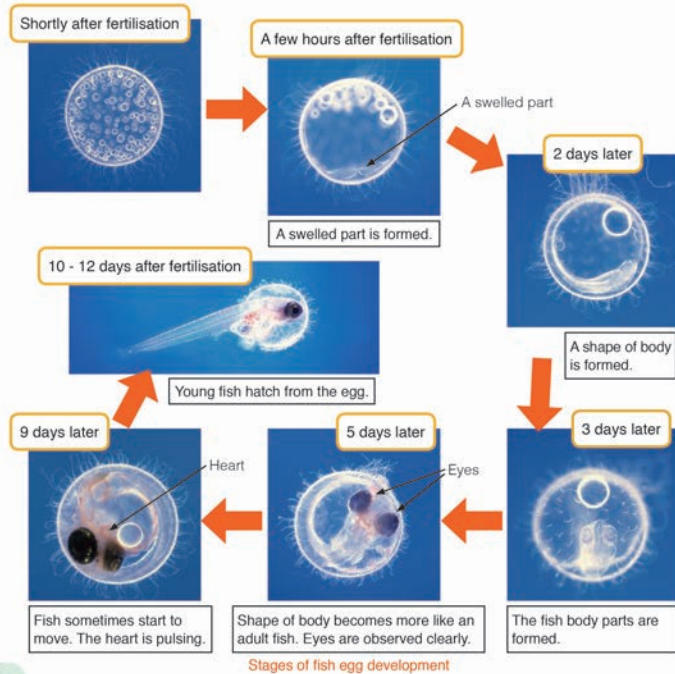 Shortly after fertilisation
A few hours after fertilisation
A swelled part
A swelled part is formed.
2 days later
A shape of body
is formed.
3 days later
The fish body parts are
formed.
5 days later
Eyes
Shape of body becomes more like an
adult fish. Eyes are observed clearly.
9 days later
Heart
Fish sometimes start to
move. The heart is pulsing.
10 - 12 days after fertilisation
Young fish hatch from the egg.
Stages of fish egg development